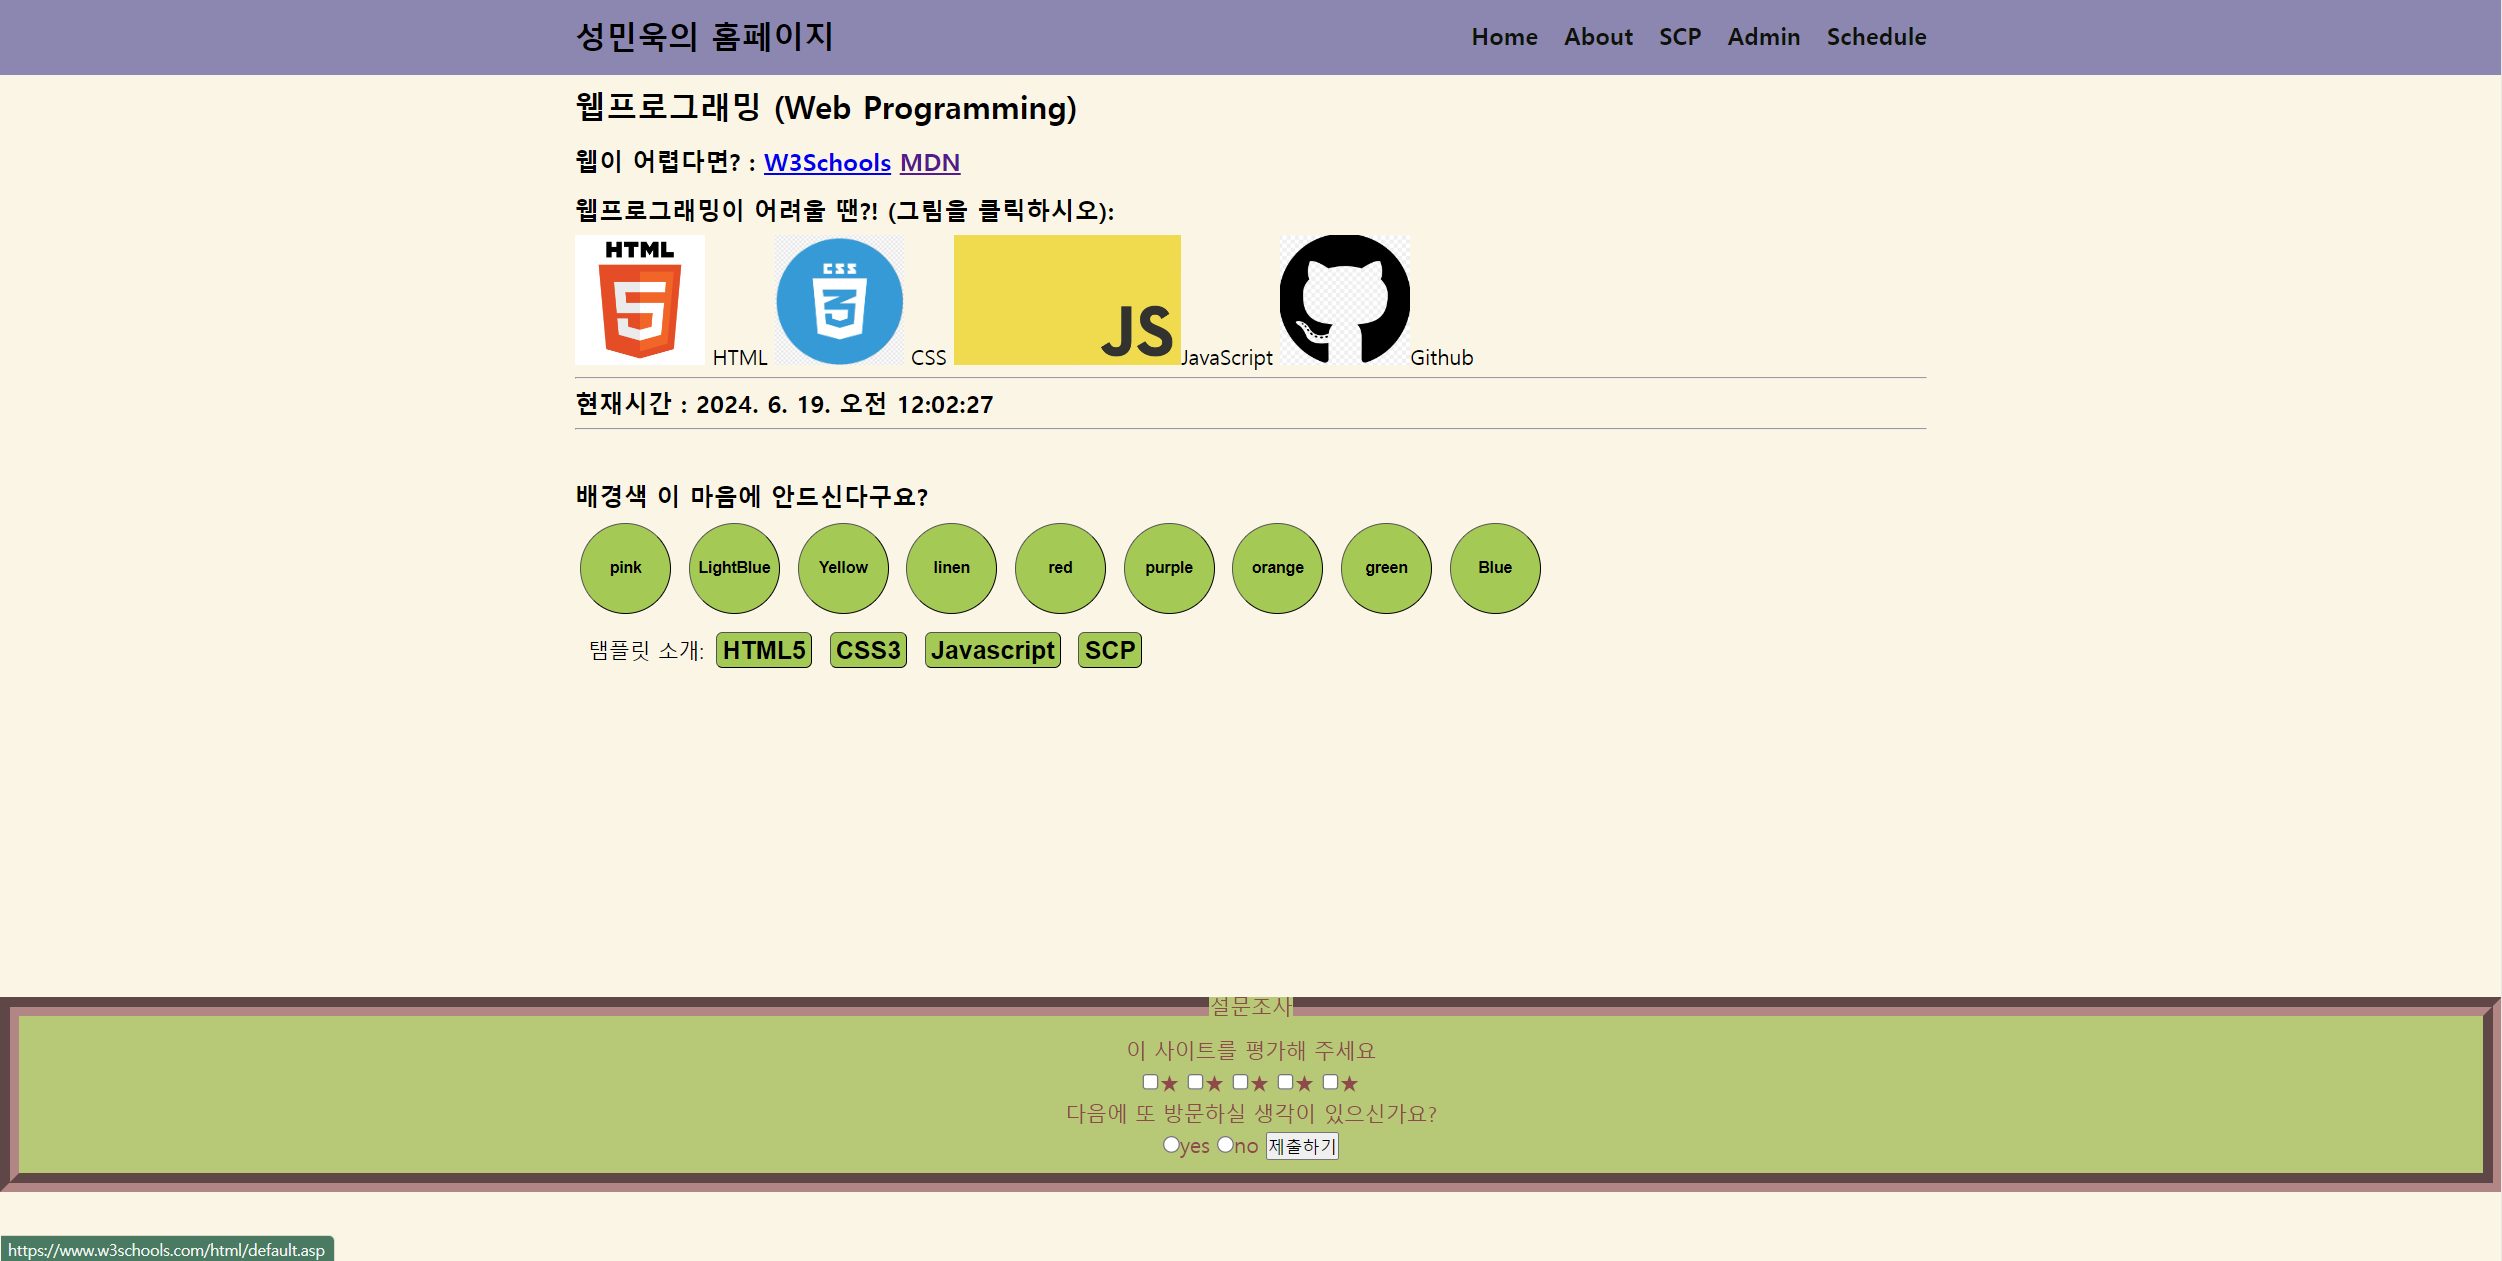 성민욱의 홈페이지 Home About SCP Admin Schedule
웹프로그래밍 (Web Programming)
웹이 어렵다면? : W3Schools MDN
웹프로그래밍이 어려울 땐?! (그림을 클릭하시오):
HTML
CSS
JS
HTML CSS JavaScript Github
현재시간 : 2024. 6. 19. 오전 12:02:27
배경색 이 마음에 안드신다구요?
pink LightBlue Yellow linen red purple orange green Blue
탬플릿 소개: HTML5 CSS3 Javascript SCP
설문조사
이 사이트를 평가해 주세요
★ ★ ★ ★ ★
다음에 또 방문하실 생각이 있으신가요?
yes no 제출하기
https://www.w3schools.com/html/default.asp